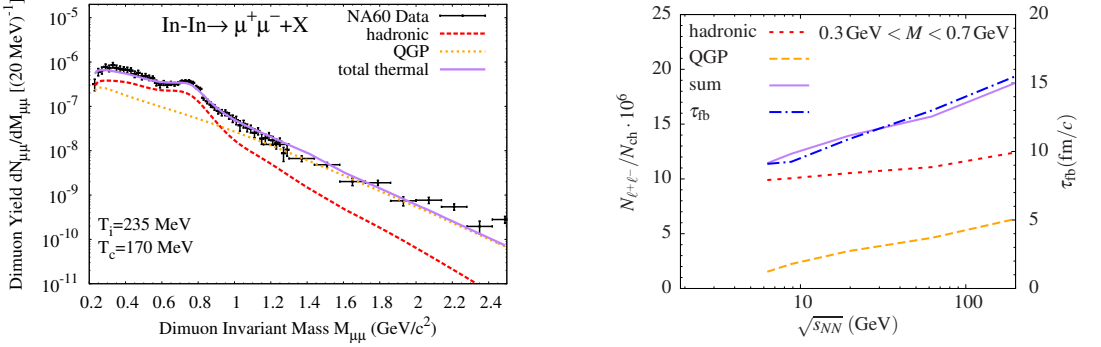 In-In→ μ⁺μ⁻+X
NA60 Data
hadronic
QGP
total thermal
Dimuon Yield dN_μμ/dM_μμ [(20 MeV)⁻¹]
10⁻⁵
10⁻⁶
10⁻⁷
10⁻⁸
10⁻⁹
10⁻¹⁰
10⁻¹¹
T_i=235 MeV
T_c=170 MeV
0.2 0.4 0.6 0.8 1 1.2 1.4 1.6 1.8 2 2.2 2.4
Dimuon Invariant Mass M_μμ (GeV/c²)
hadronic
0.3 GeV < M < 0.7 GeV
QGP
sum
τ_fb
N_ℓ⁺ℓ⁻/N_ch · 10⁶
25
20
15
10
5
0
20
15
10
5
0
τ_fb(fm/c)
10 100
√s_NN (GeV)